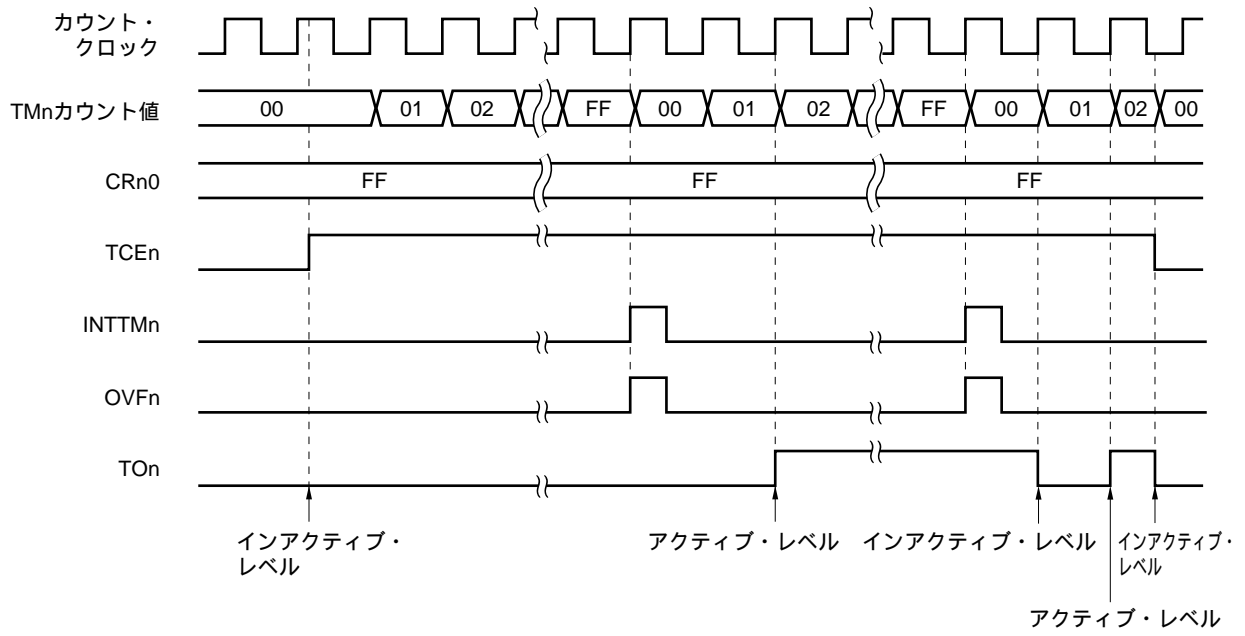 カウント・
クロック
TMnカウント値 00 01 02 FF 00 01 02 FF 00 01 02 00
CRn0 FF FF FF
TCEn
INTTMn
OVFn
TOn
インアクティブ・
レベル
アクティブ・レベル
インアクティブ・レベル
インアクティブ・
レベル
アクティブ・レベル